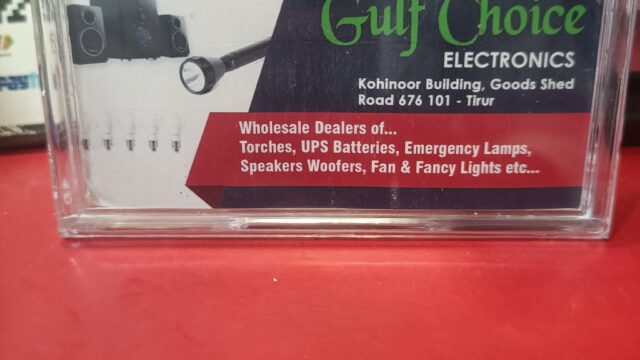 Gulf Choice
ELECTRONICS
Kohinoor Building, Goods Shed
Road 676 101 - Tirur
Wholesale Dealers of...
Torches, UPS Batteries, Emergency Lamps,
Speakers Woofers, Fan & Fancy Lights etc...